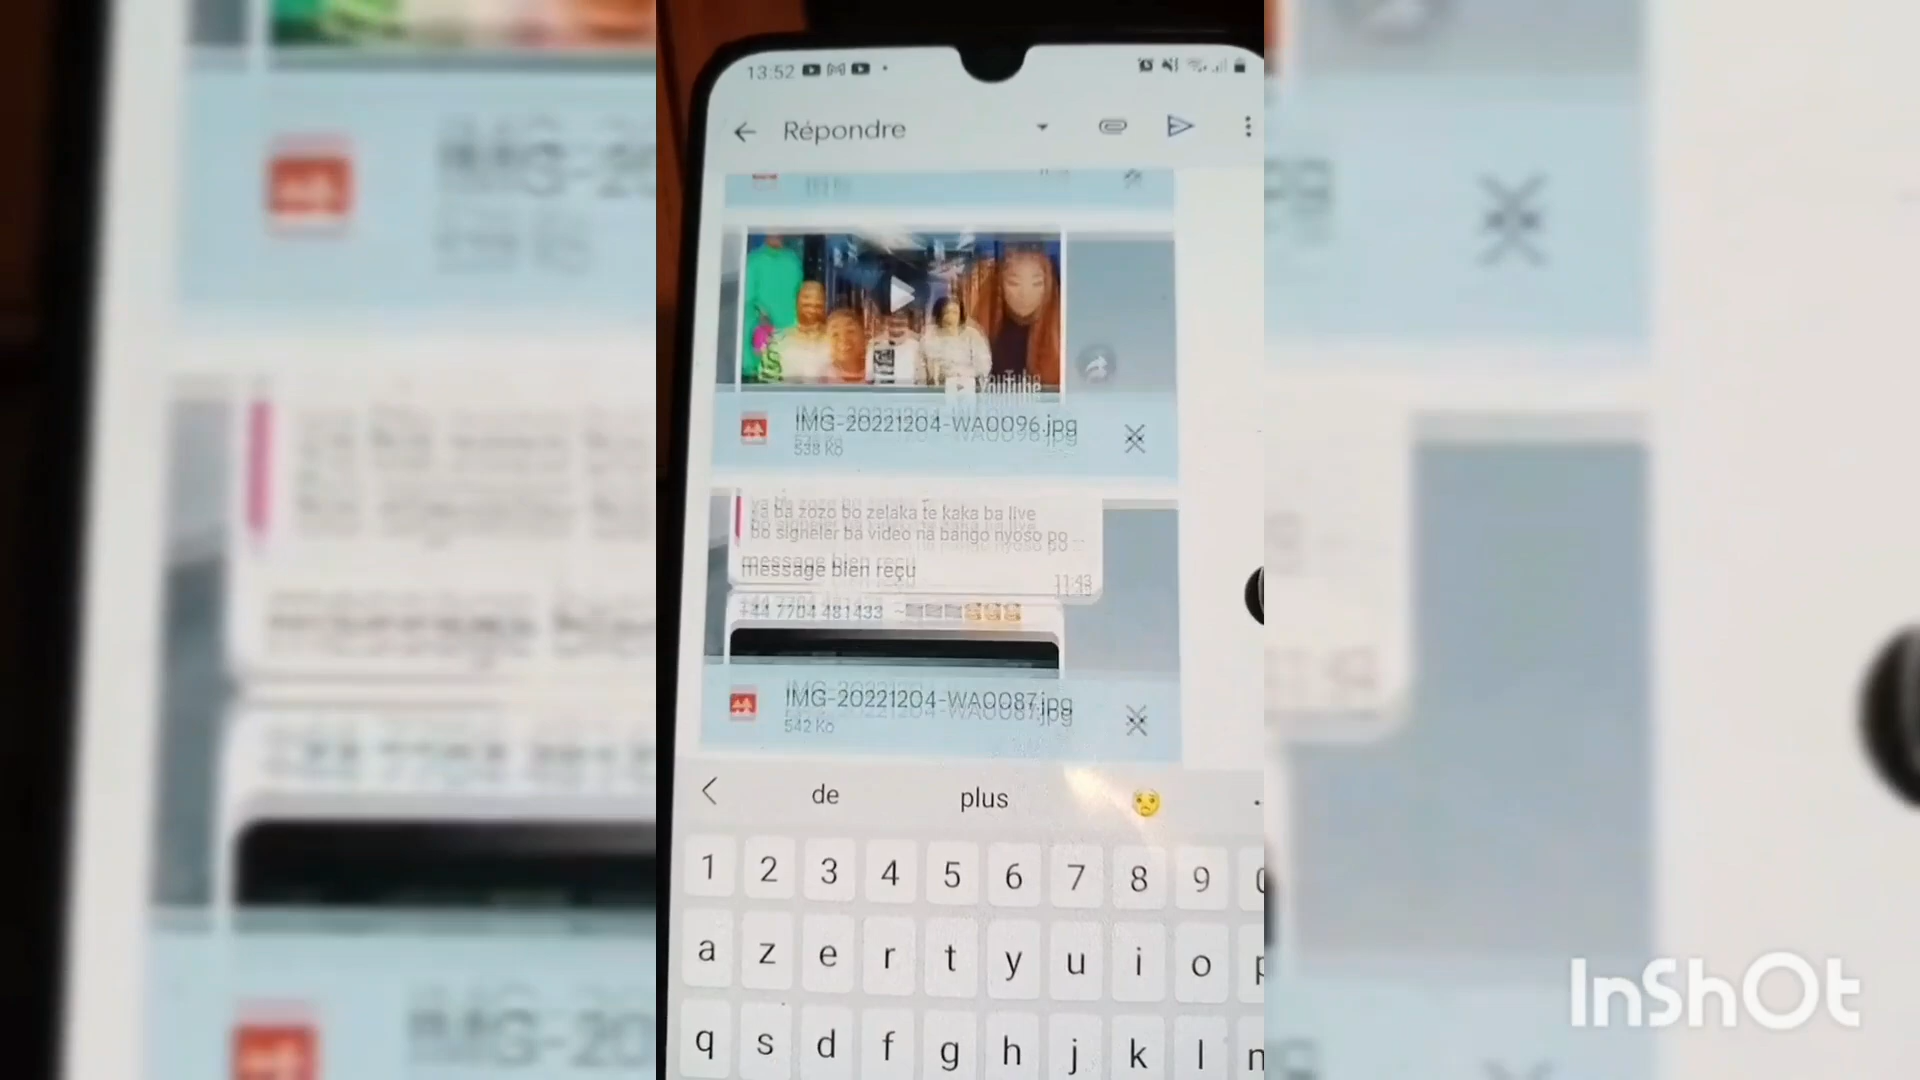 13:52
Répondre
YouTube
IMG-20221204-WA0096.jpg
538 Ko
ya ba zozo bo zelaka te kaka ba live
bo signeler ba video na bango nyoso po
message bien reçu
11:43
+44 7704 481433
IMG-20221204-WA0087.jpg
542 Ko
de plus
1 2 3 4 5 6 7 8 9
a z e r t y u i o p
q s d f g h j k l m
InShOt